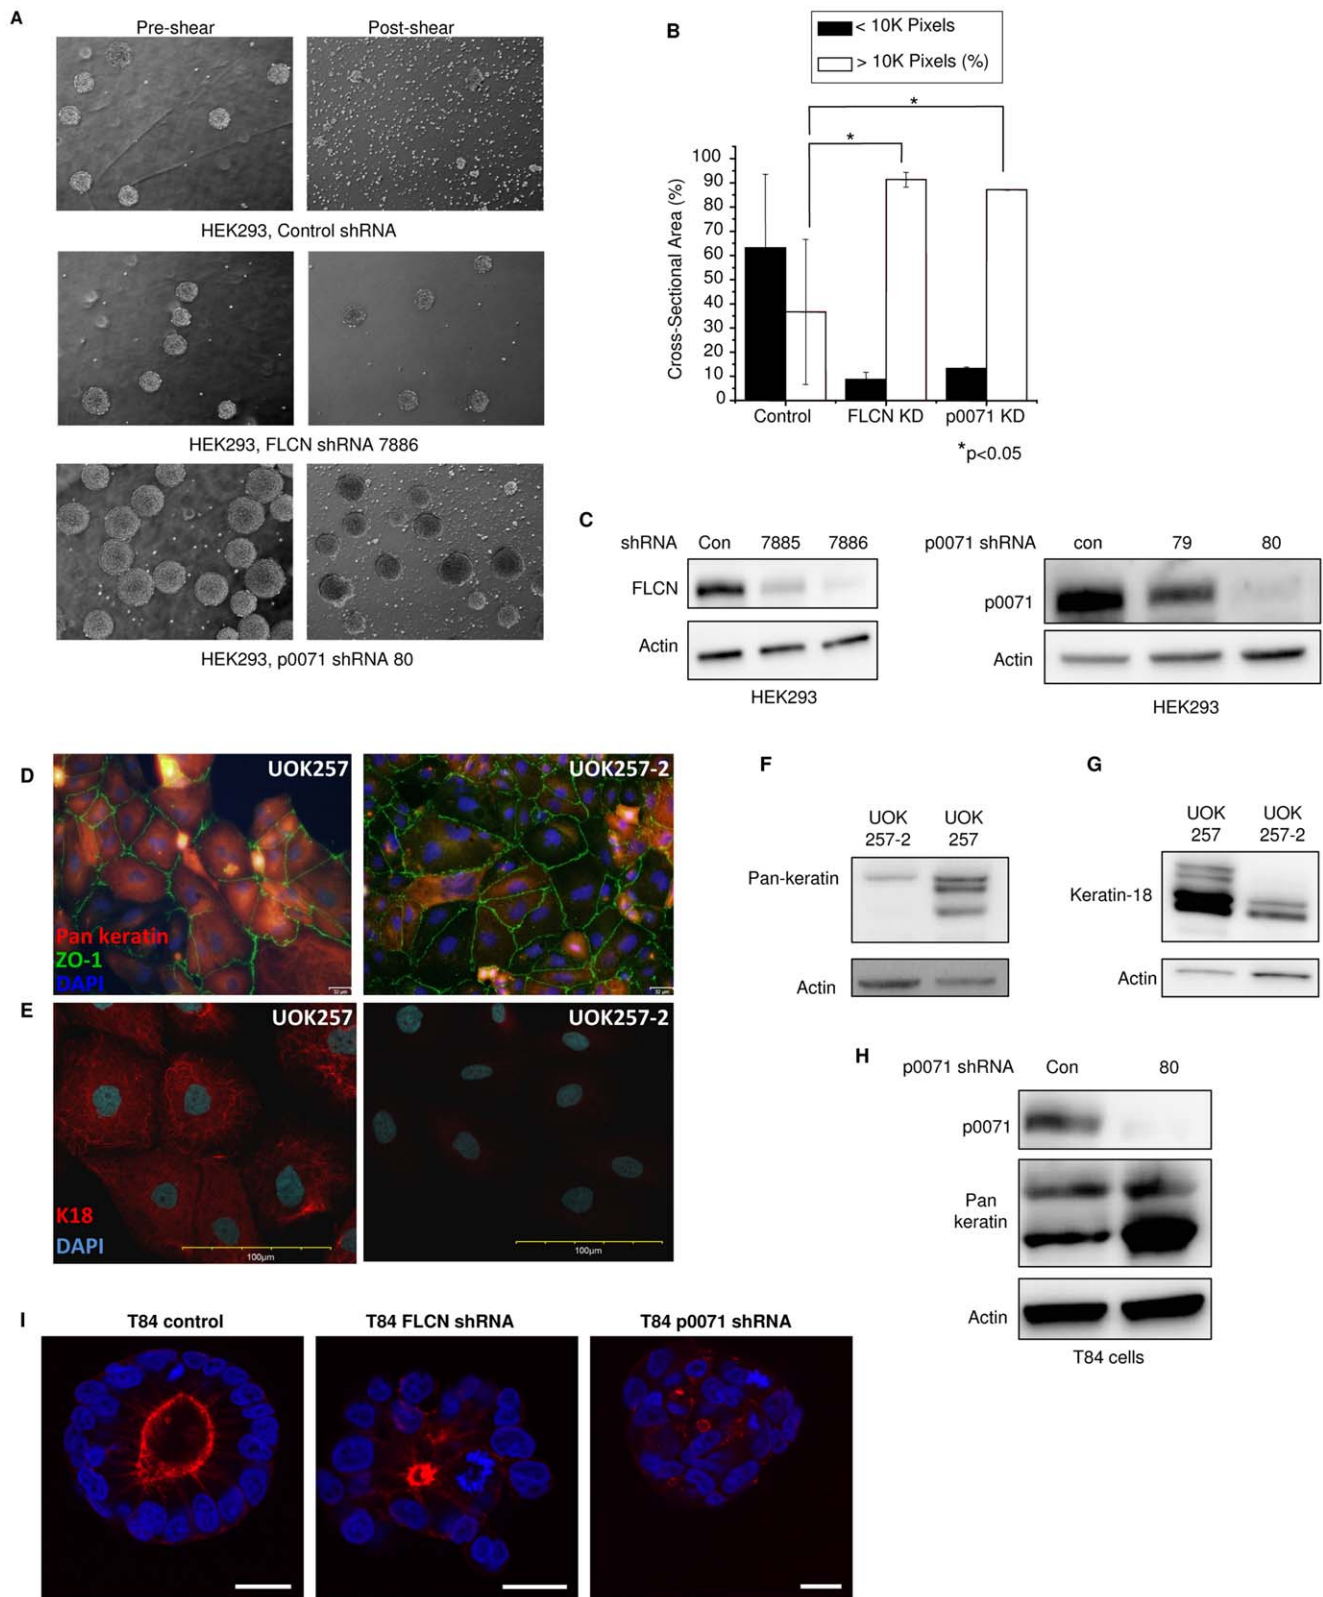 A
Pre-shear
Post-shear
HEK293, Control shRNA
HEK293, FLCN shRNA 7886
HEK293, p0071 shRNA 80
B
< 10K Pixels
> 10K Pixels (%)
*
*
Cross-Sectional Area (%)
100
90
80
70
60
50
40
30
20
10
0
Control
FLCN KD
p0071 KD
*p<0.05
C
shRNA Con 7885 7886
FLCN
Actin
HEK293
p0071 shRNA con 79 80
p0071
Actin
HEK293
D
UOK257
Pan keratin
ZO-1
DAPI
UOK257-2
E
UOK257
K18
DAPI
100µm
UOK257-2
100µm
F
UOK UOK
257-2 257
Pan-keratin
Actin
G
UOK UOK
257 257-2
Keratin-18
Actin
H
p0071 shRNA Con 80
p0071
Pan
keratin
Actin
T84 cells
I
T84 control
T84 FLCN shRNA
T84 p0071 shRNA